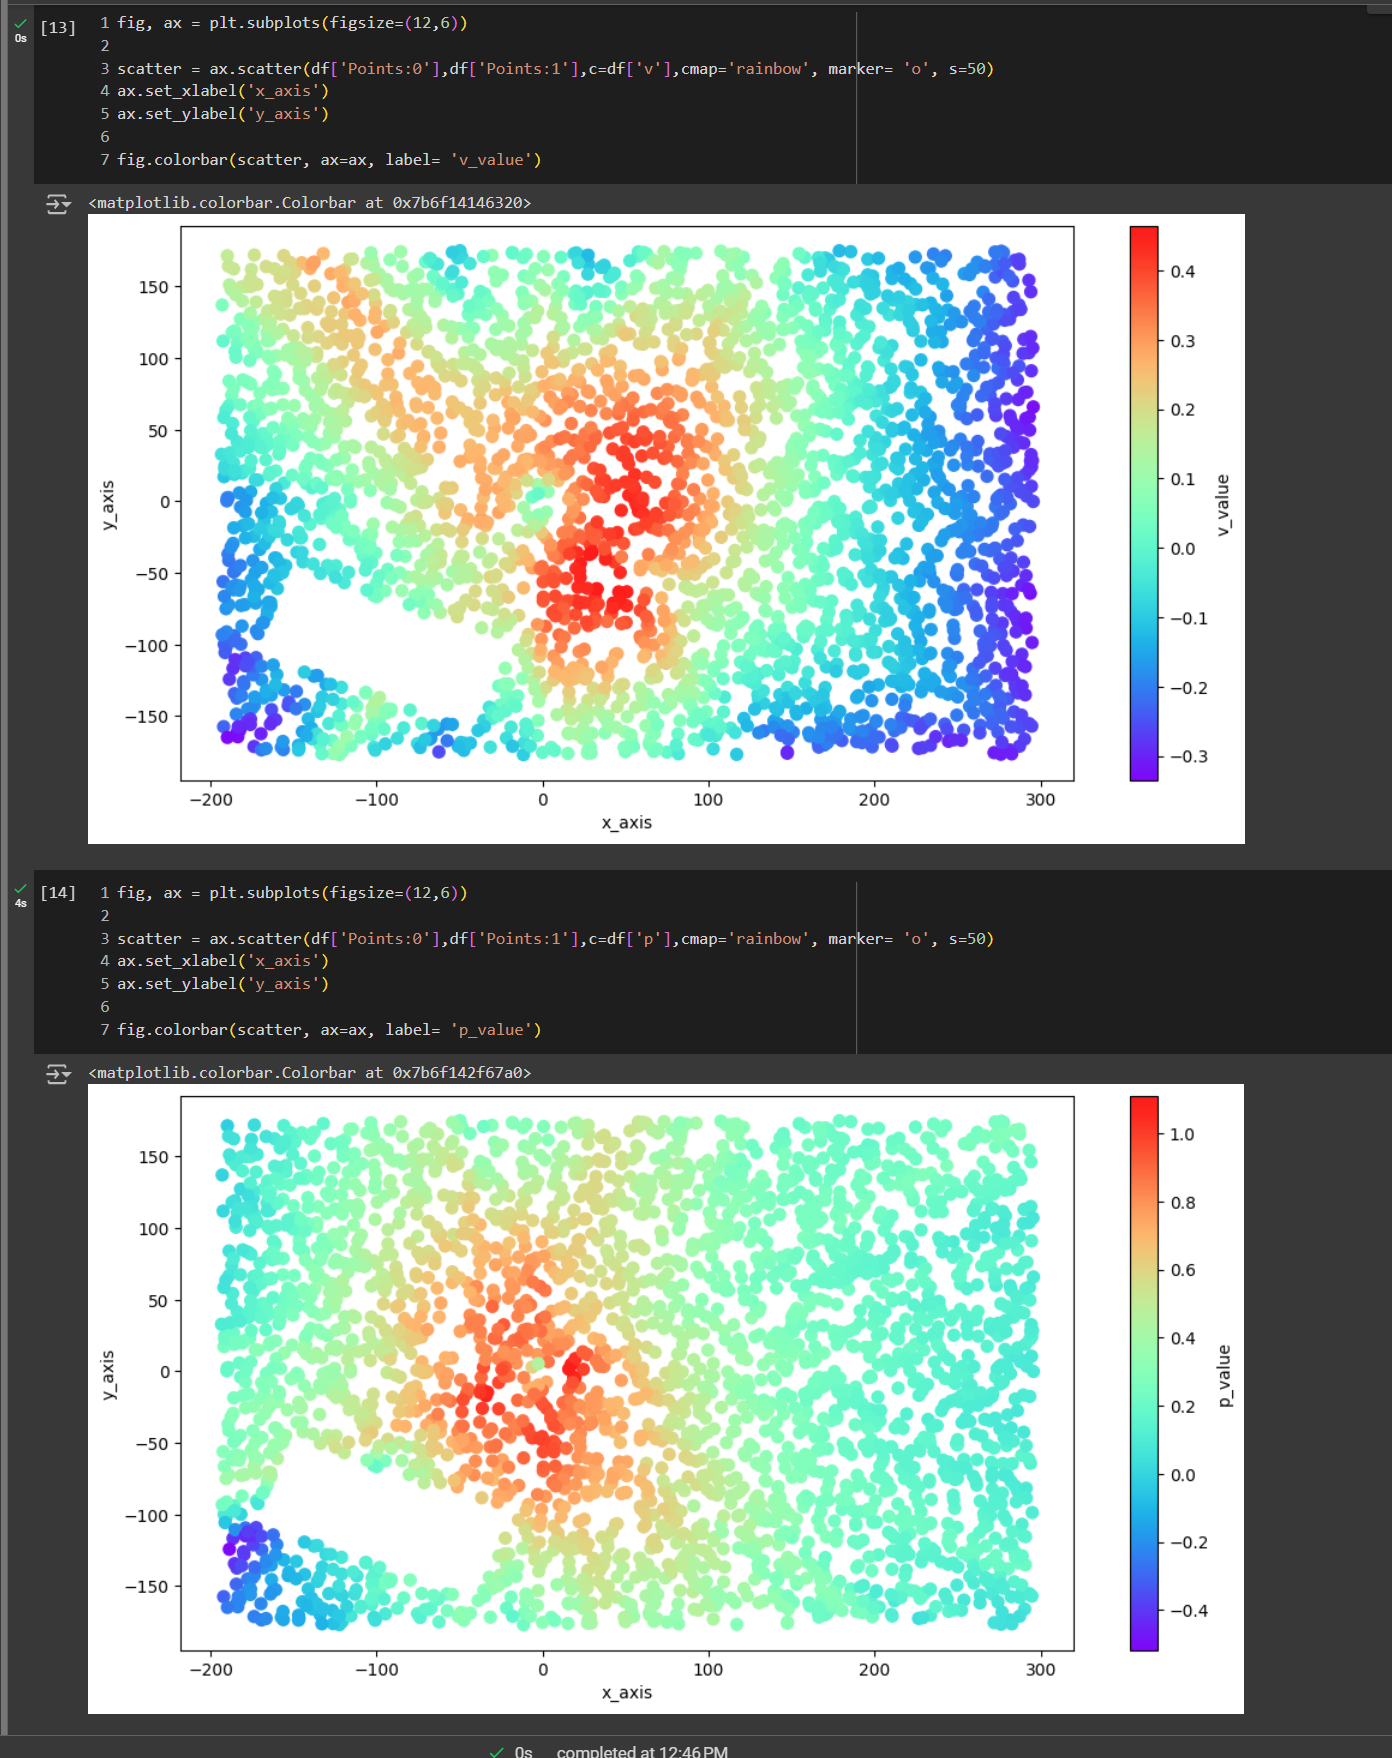 [13]
0s
1 fig, ax = plt.subplots(figsize=(12,6))
2
3 scatter = ax.scatter(df['Points:0'],df['Points:1'],c=df['v'],cmap='rainbow', marker= 'o', s=50)
4 ax.set_xlabel('x_axis')
5 ax.set_ylabel('y_axis')
6
7 fig.colorbar(scatter, ax=ax, label= 'v_value')
<matplotlib.colorbar.Colorbar at 0x7b6f14146320>
150
100
50
0
−50
−100
−150
y_axis
−200 −100 0 100 200 300
x_axis
0.4
0.3
0.2
0.1
0.0
−0.1
−0.2
−0.3
v_value
[14]
4s
1 fig, ax = plt.subplots(figsize=(12,6))
2
3 scatter = ax.scatter(df['Points:0'],df['Points:1'],c=df['p'],cmap='rainbow', marker= 'o', s=50)
4 ax.set_xlabel('x_axis')
5 ax.set_ylabel('y_axis')
6
7 fig.colorbar(scatter, ax=ax, label= 'p_value')
<matplotlib.colorbar.Colorbar at 0x7b6f142f67a0>
150
100
50
0
−50
−100
−150
y_axis
−200 −100 0 100 200 300
x_axis
1.0
0.8
0.6
0.4
0.2
0.0
−0.2
−0.4
p_value
0s completed at 12:46 PM